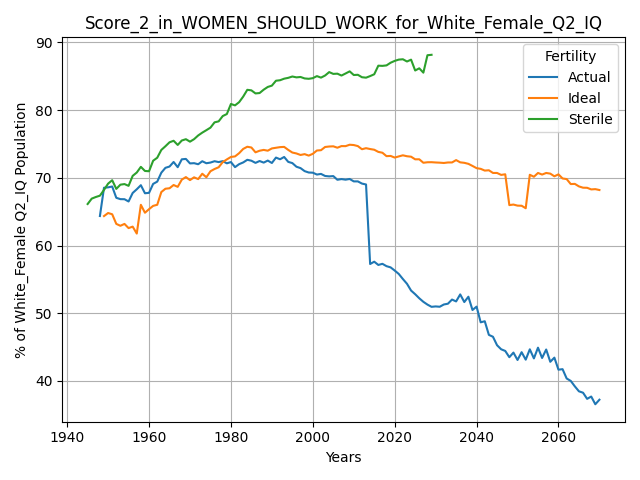 Score_2_in_WOMEN_SHOULD_WORK_for_White_Female_Q2_IQ
% of White_Female Q2_IQ Population
90
80
70
60
50
40
1940
1960
1980
2000
2020
2040
2060
Years
Fertility
Actual
Ideal
Sterile